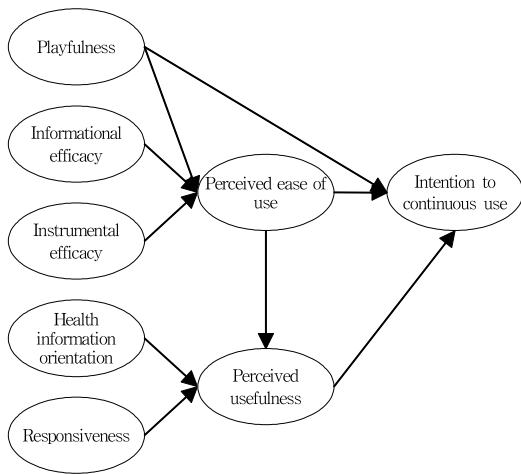 Playfulness
Informational
efficacy
Instrumental
efficacy
Health
information
orientation
Responsiveness
Perceived ease of
use
Perceived
usefulness
Intention to
continuous use